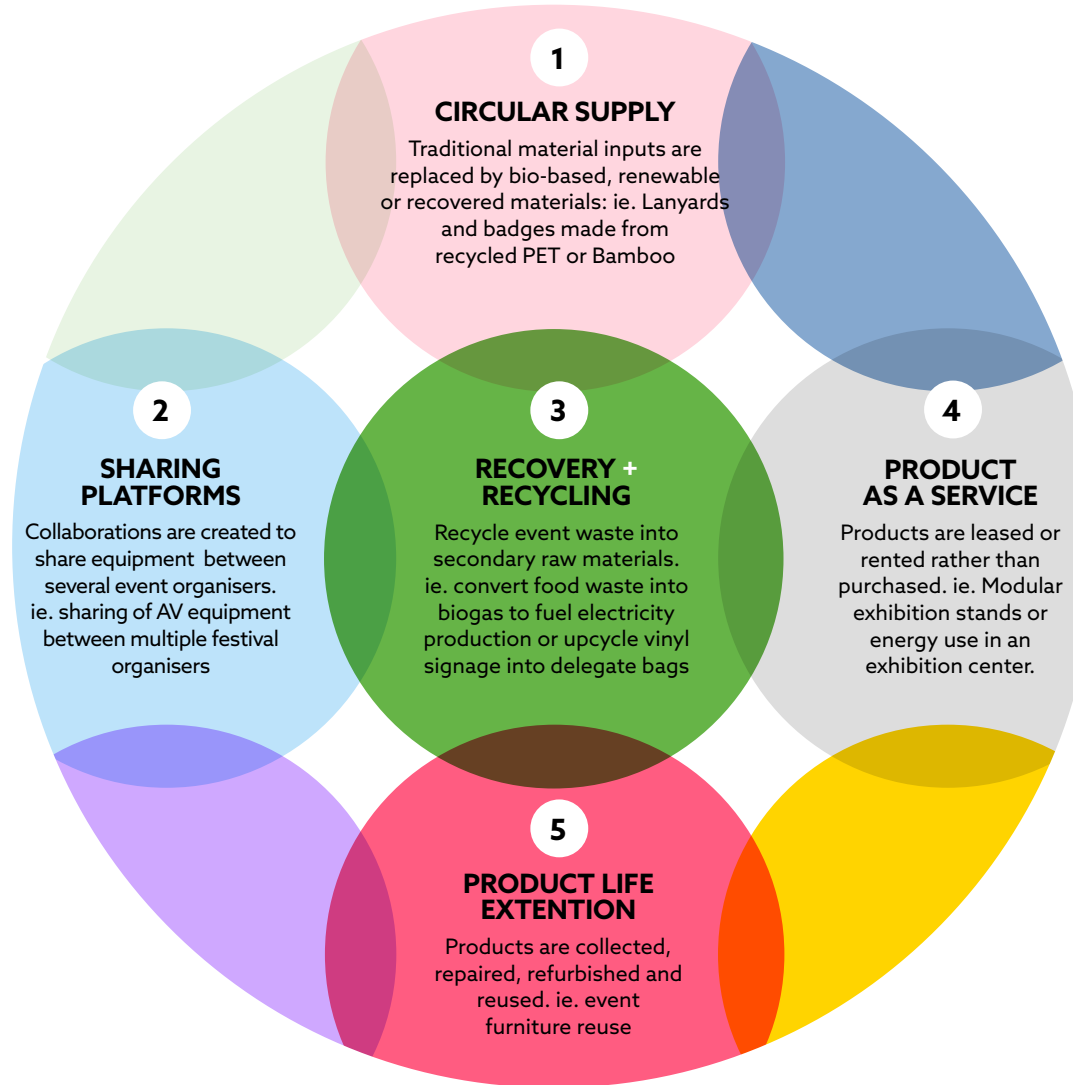 1
CIRCULAR SUPPLY
Traditional material inputs are
replaced by bio-based, renewable
or recovered materials: ie. Lanyards
and badges made from
recycled PET or Bamboo
2
SHARING
PLATFORMS
Collaborations are created to
share equipment between
several event organisers.
ie. sharing of AV equipment
between multiple festival
organisers
3
RECOVERY +
RECYCLING
Recycle event waste into
secondary raw materials.
ie. convert food waste into
biogas to fuel electricity
production or upcycle vinyl
signage into delegate bags
4
PRODUCT
AS A SERVICE
Products are leased or
rented rather than
purchased. ie. Modular
exhibition stands or
energy use in an
exhibition center.
5
PRODUCT LIFE
EXTENTION
Products are collected,
repaired, refurbished and
reused. ie. event
furniture reuse